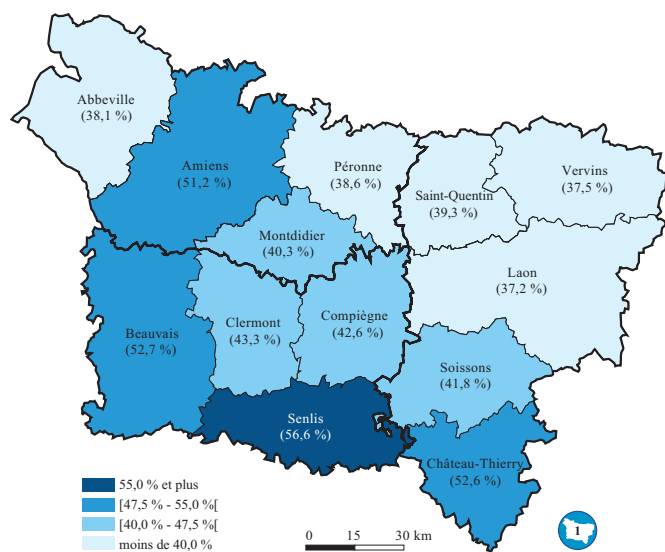 Abbeville
(38,1 %)
Amiens
(51,2 %)
Péronne
(38,6 %)
Saint-Quentin
(39,3 %)
Vervins
(37,5 %)
Montdidier
(40,3 %)
Laon
(37,2 %)
Beauvais
(52,7 %)
Clermont
(43,3 %)
Compiègne
(42,6 %)
Soissons
(41,8 %)
Senlis
(56,6 %)
Château-Thierry
(52,6 %)
55,0 % et plus
[47,5 % - 55,0 %[
[40,0 % - 47,5%[
moins de 40,0 %
0 15 30 km
1